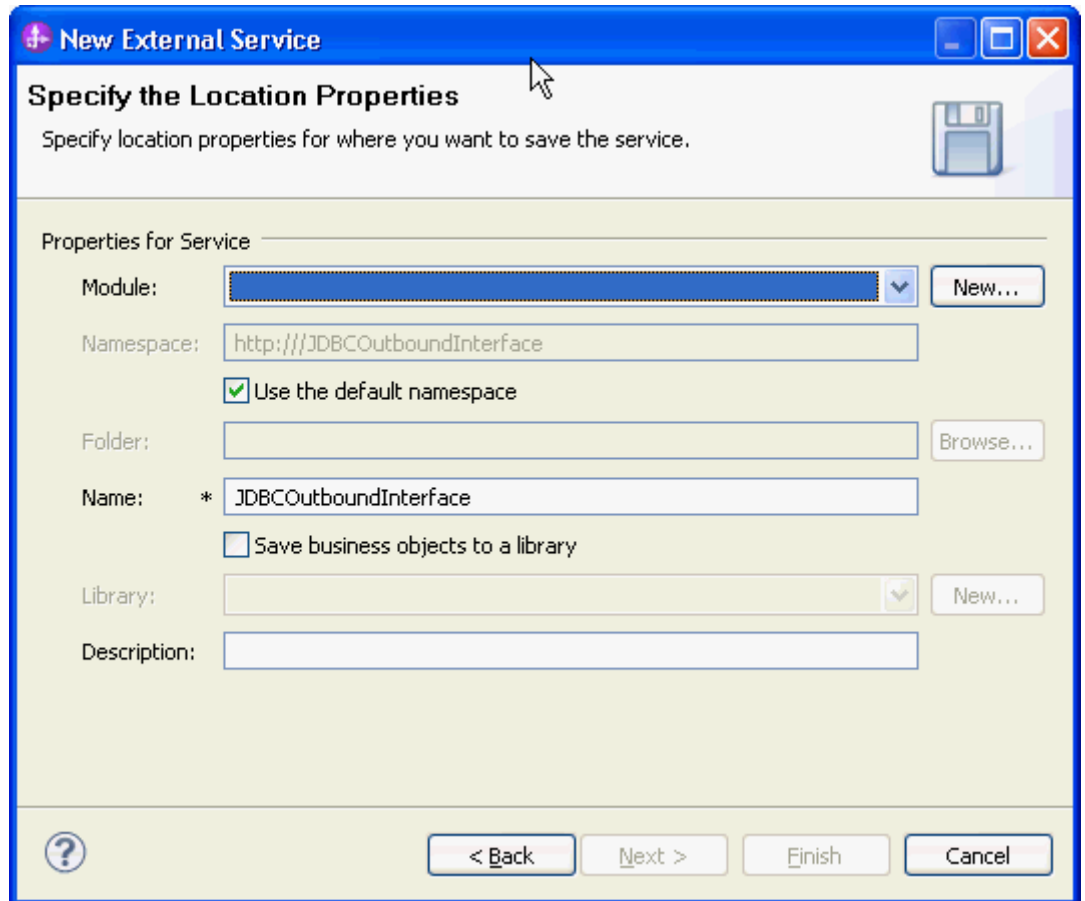 New External Service
Specify the Location Properties
Specify location properties for where you want to save the service.
Properties for Service
Module: New...
Namespace: http:///JDBCOutboundInterface
Use the default namespace
Folder: Browse...
Name: * JDBCOutboundInterface
Save business objects to a library
Library: New...
Description:
? < Back Next > Finish Cancel